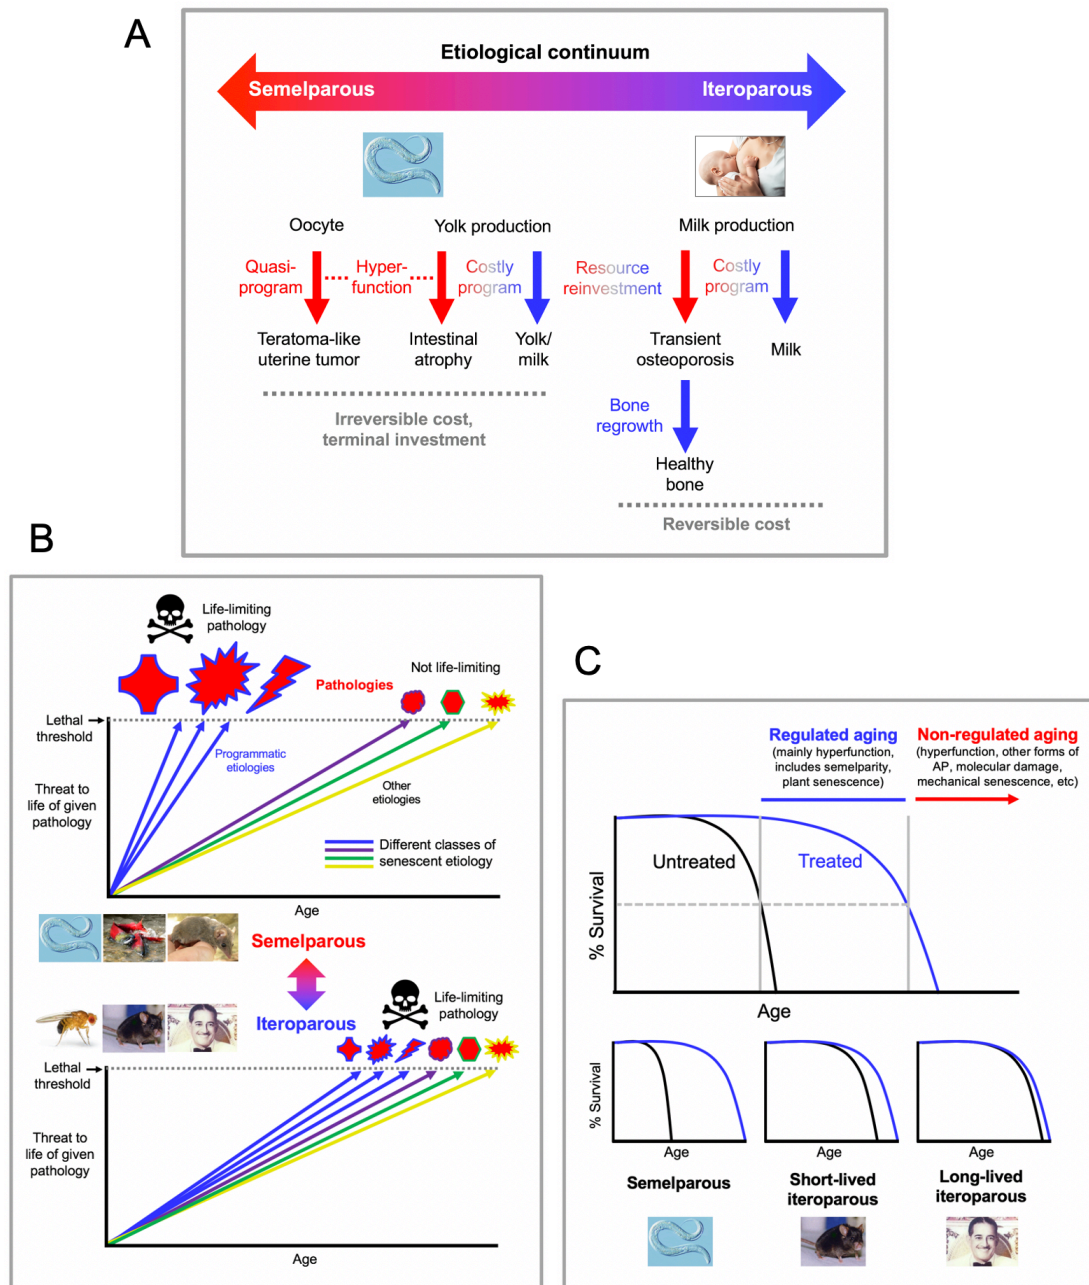 A
Etiological continuum
Semelparous
Iteroparous
Oocyte
Yolk production
Milk production
Quasi-
program
Hyper-
function
Costly
program
Resource
reinvestment
Costly
program
Teratoma-like
uterine tumor
Intestinal
atrophy
Yolk/
milk
Transient
osteoporosis
Milk
Irreversible cost,
terminal investment
Bone
regrowth
Healthy
bone
Reversible cost
B
Life-limiting
pathology
Pathologies
Not life-limiting
Lethal
threshold
Programmatic
etiologies
Other
etiologies
Threat to
life of given
pathology
Different classes of
senescent etiology
Age
Semelparous
Iteroparous
Life-limiting
pathology
Lethal
threshold
Threat to
life of given
pathology
Age
C
Regulated aging
(mainly hyperfunction,
includes semelparity,
plant senescence)
Non-regulated aging
(hyperfunction, other forms of
AP, molecular damage,
mechanical senescence, etc)
Untreated
Treated
% Survival
Age
% Survival
Age
Age
Age
Semelparous
Short-lived
iteroparous
Long-lived
iteroparous